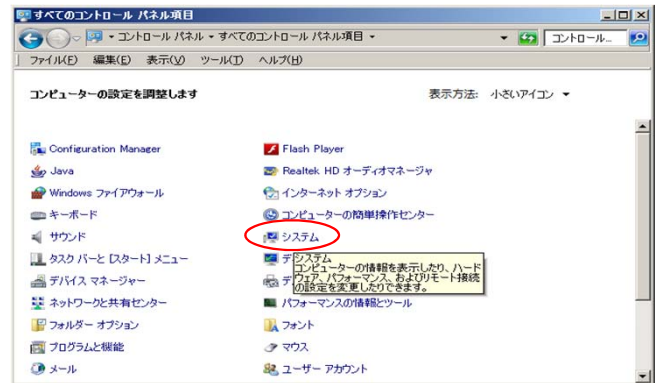 すべてのコントロール パネル項目
コントロール パネル
すべてのコントロール パネル項目
コントロール...
ファイル(F) 編集(E) 表示(V) ツール(T) ヘルプ(H)
コンピューターの設定を調整します
表示方法: 小さいアイコン
Configuration Manager
Flash Player
Java
Realtek HD オーディオマネージャ
Windows ファイアウォール
インターネット オプション
キーボード
コンピューターの簡単操作センター
サウンド
システム
タスク バーと [スタート] メニュー
デ
システム
コンピューターの情報を表示したり、ハード
ウェア、パフォーマンス、およびリモート接続
の設定を変更したりできます。
デバイス マネージャー
デ
ネットワークと共有センター
パフォーマンスの情報とツール
フォルダー オプション
フォント
プログラムと機能
マウス
メール
ユーザー アカウント